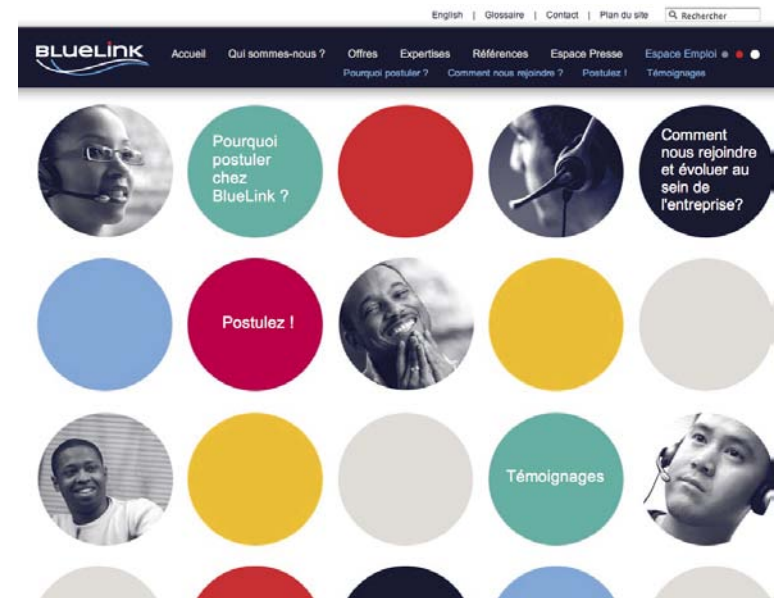 English | Glossaire | Contact | Plan du site Rechercher
BLUELINK Accueil Qui sommes-nous ? Offres Expertises Références Espace Presse Espace Emploi
Pourquoi postuler ? Comment nous rejoindre ? Postulez ! Témoignages
Pourquoi
postuler
chez
BlueLink ?
Comment
nous rejoindre
et évoluer au
sein de
l'entreprise?
Postulez !
Témoignages